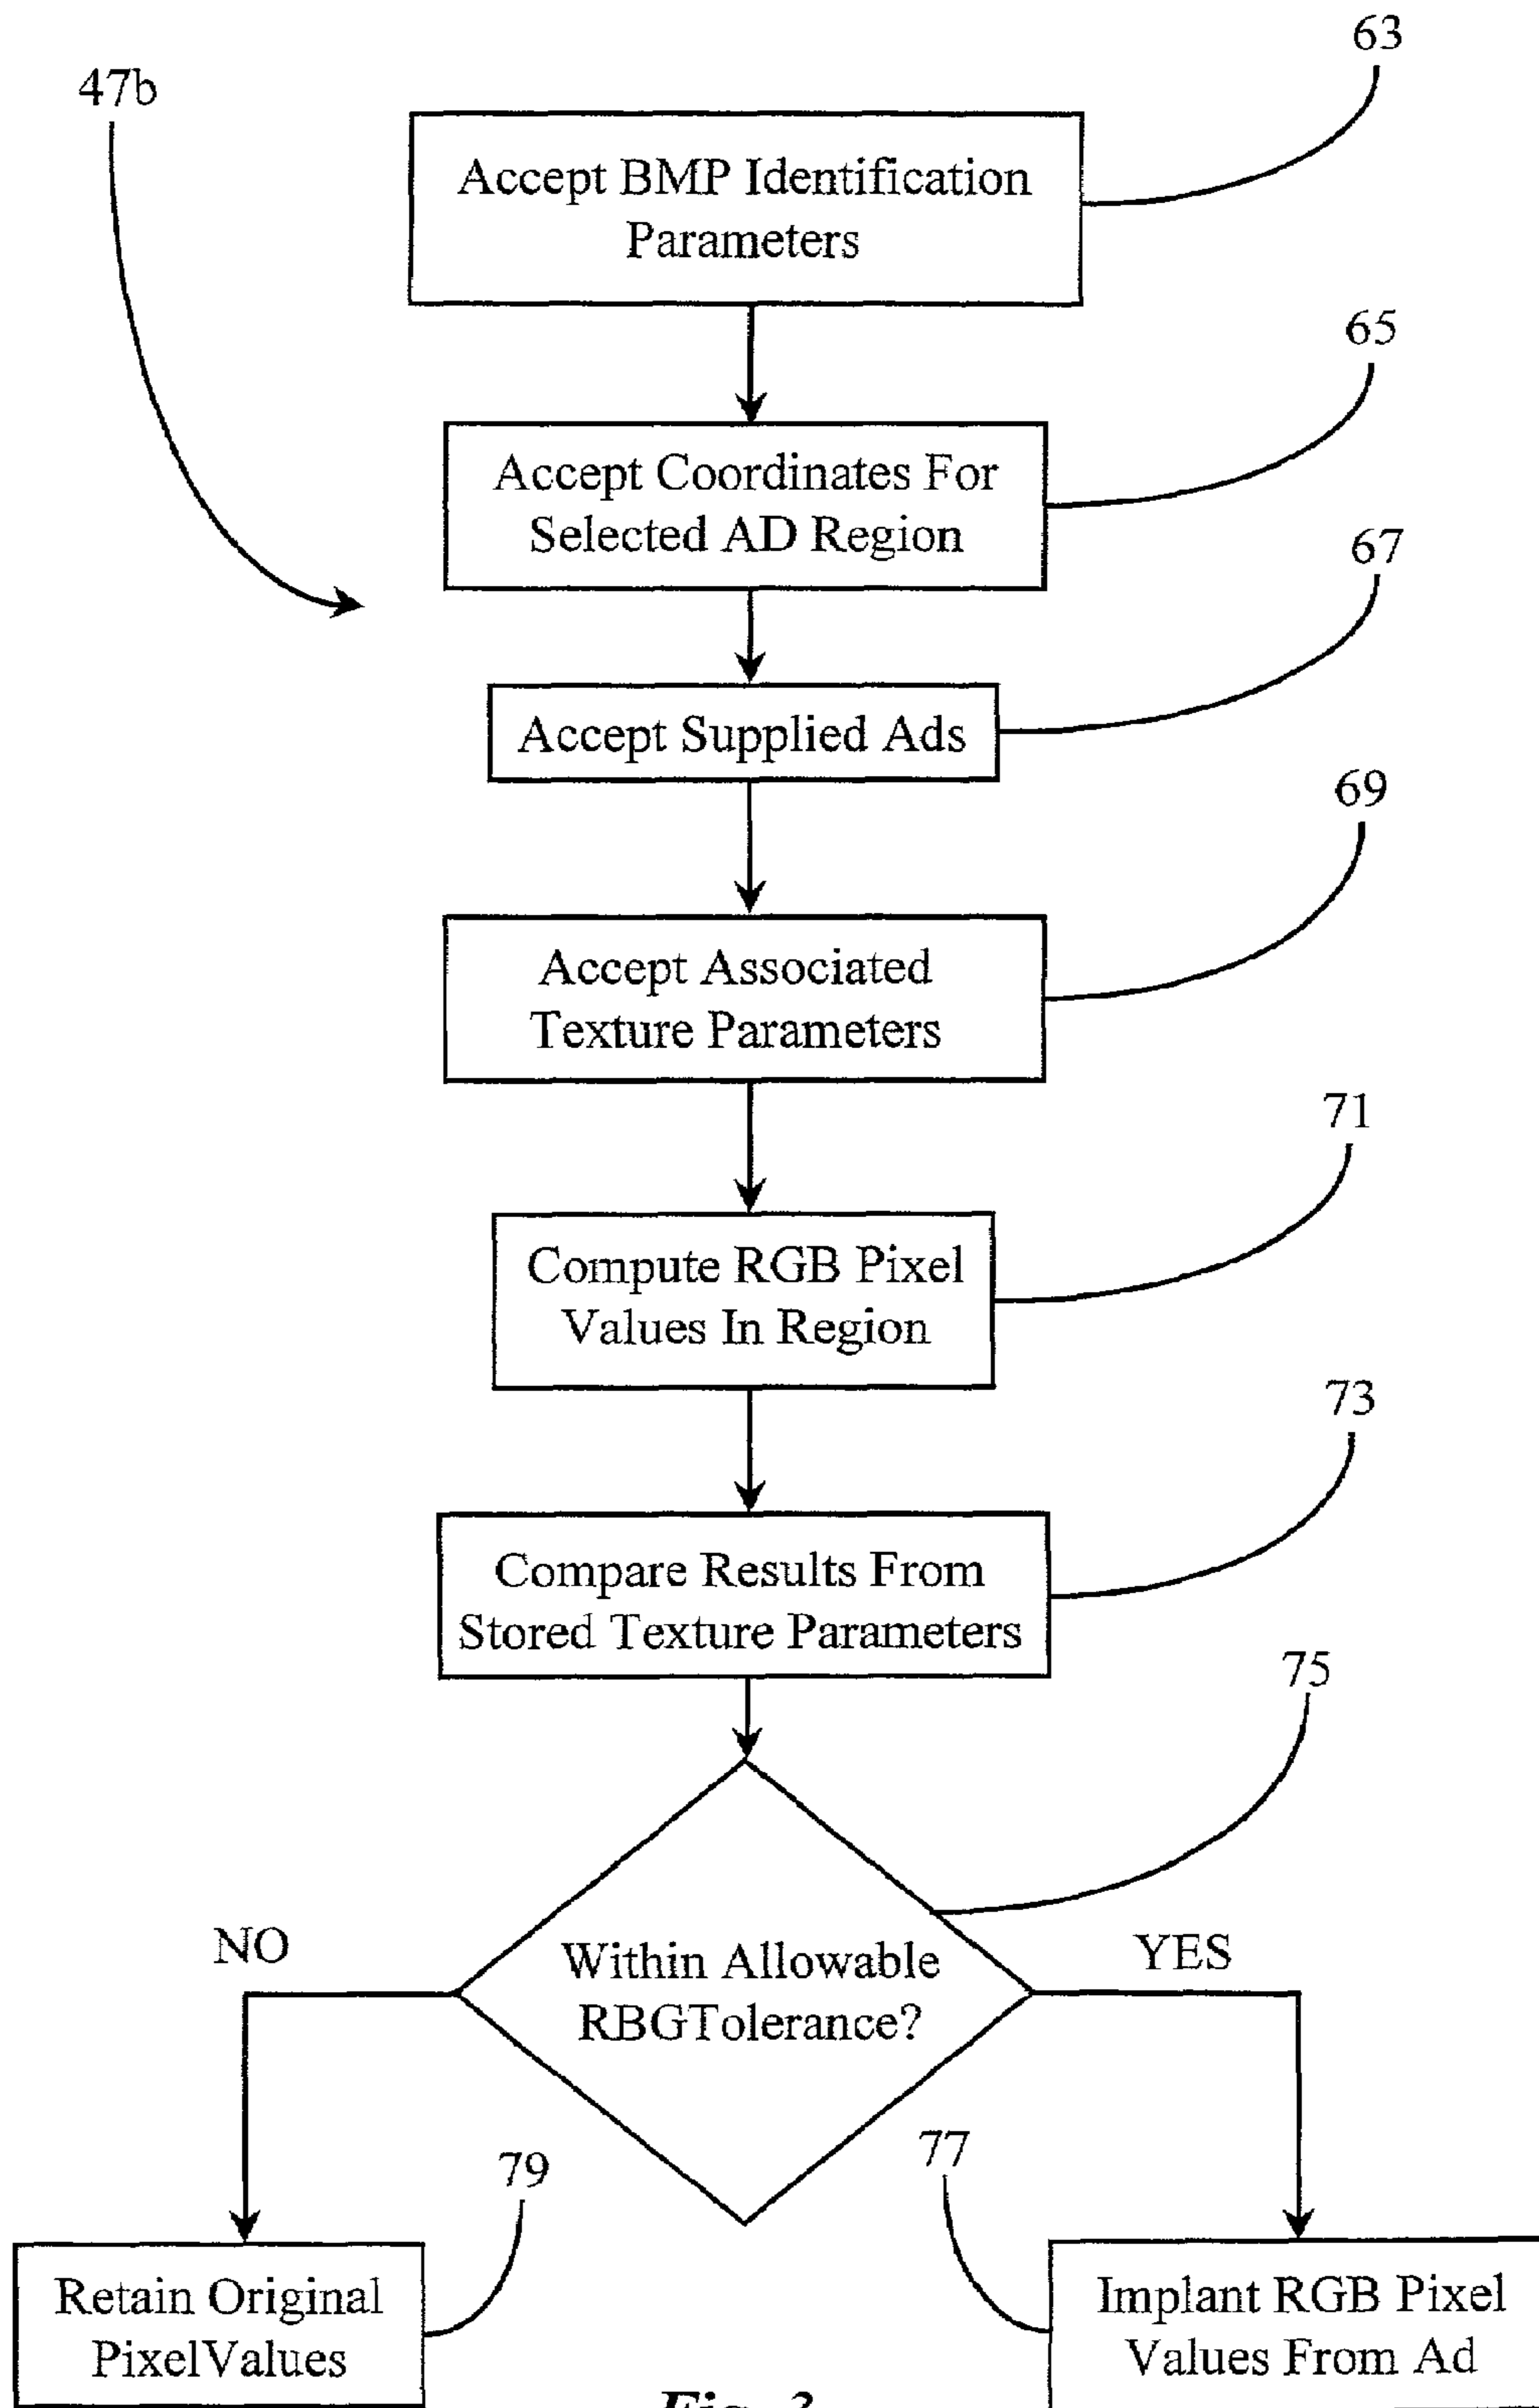 63
47b
Accept BMP Identification
Parameters
65
Accept Coordinates For
Selected AD Region
67
Accept Supplied Ads
69
Accept Associated
Texture Parameters
71
Compute RGB Pixel
Values In Region
73
Compare Results From
Stored Texture Parameters
75
NO
YES
Within Allowable
RBGTolerance?
79
77
Retain Original
PixelValues
Implant RGB Pixel
Values From Ad
Fig. 3